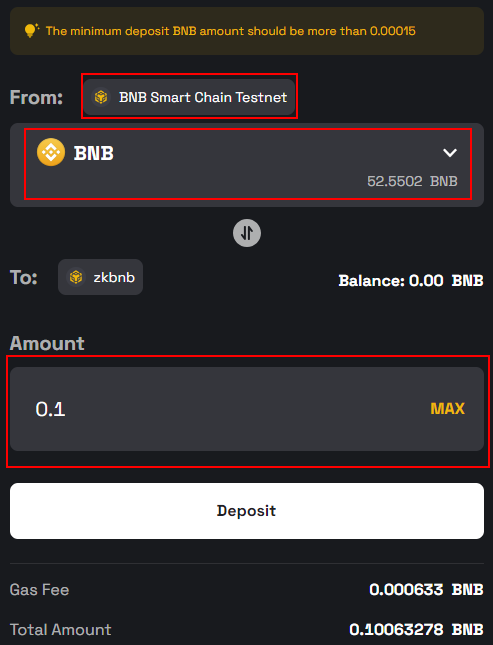 The minimum deposit BNB amount should be more than 0.00015
From: BNB Smart Chain Testnet
BNB
52.5502 BNB
To: zkbnb Balance: 0.00 BNB
Amount
0.1 MAX
Deposit
Gas Fee 0.000633 BNB
Total Amount 0.10063278 BNB